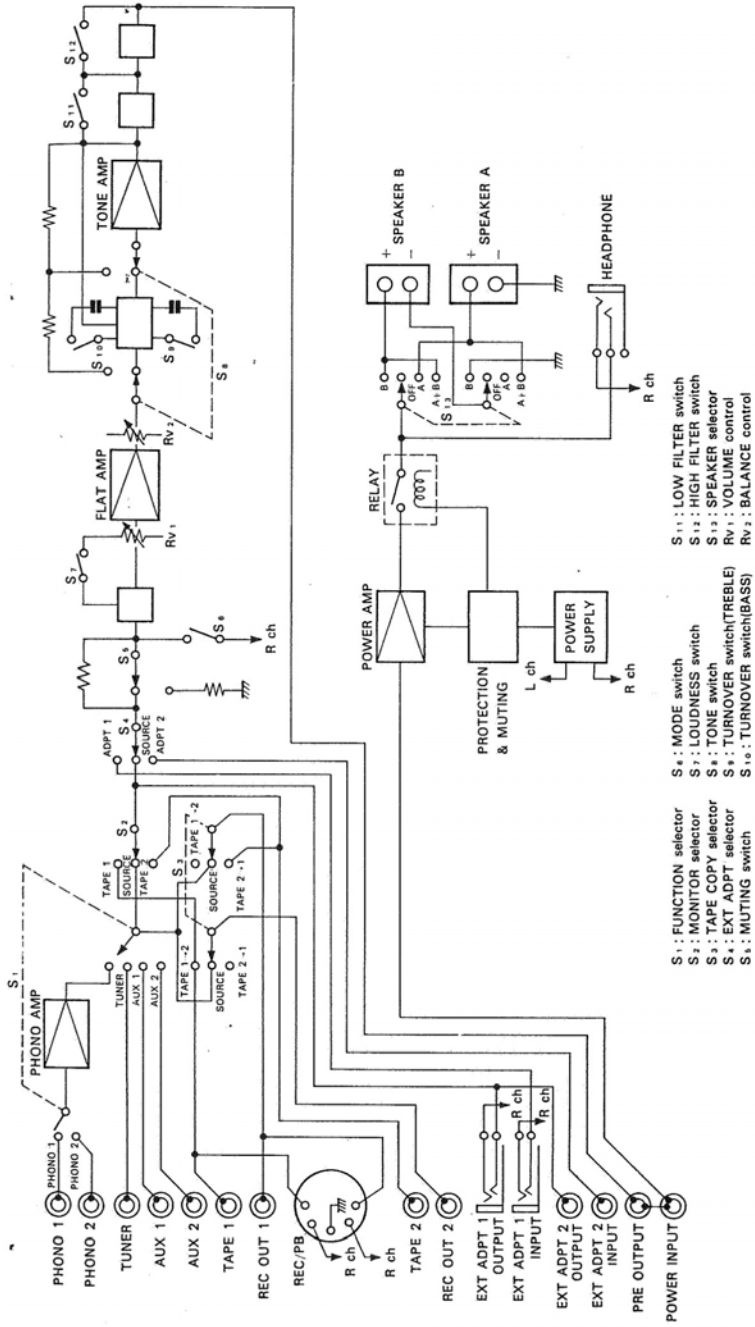 PHONO 1
PHONO 2
TUNER
AUX 1
AUX 2
TAPE 1
REC OUT 1
REC/PB
R ch
R ch
TAPE 2
REC OUT 2
EXT ADPT 1
OUTPUT
EXT ADPT 1
INPUT
EXT ADPT 2
OUTPUT
EXT ADPT 2
INPUT
PRE OUTPUT
POWER INPUT
PHONO 1
PHONO 2
R ch
R ch
S₁
PHONO AMP
TUNER
AUX 1
AUX 2
TAPE 1→2
SOURCE
TAPE 2→1
TAPE 1
SOURCE
TAPE 2
S₂
S₃
TAPE 1→2
SOURCE
TAPE 2→1
ADPT 1
SOURCE
ADPT 2
S₄
S₅
S₆
R ch
S₇
Rv₁
FLAT AMP
Rv₂
S₈
S₁₀
S₉
TONE AMP
S₁₁
S₁₂
POWER AMP
PROTECTION
& MUTING
POWER
SUPPLY
L ch
R ch
RELAY
S₁₃
B
OFF
A
A+B
B
OFF
A
A+B
+
−
SPEAKER B
+
−
SPEAKER A
HEADPHONE
R ch
S₁ : FUNCTION selector
S₂ : MONITOR selector
S₃ : TAPE COPY selector
S₄ : EXT ADPT selector
S₅ : MUTING switch
S₆ : MODE switch
S₇ : LOUDNESS switch
S₈ : TONE switch
S₉ : TURNOVER switch(TREBLE)
S₁₀ : TURNOVER switch(BASS)
S₁₁ : LOW FILTER switch
S₁₂ : HIGH FILTER switch
S₁₃ : SPEAKER selector
Rv₁ : VOLUME control
Rv₂ : BALANCE control